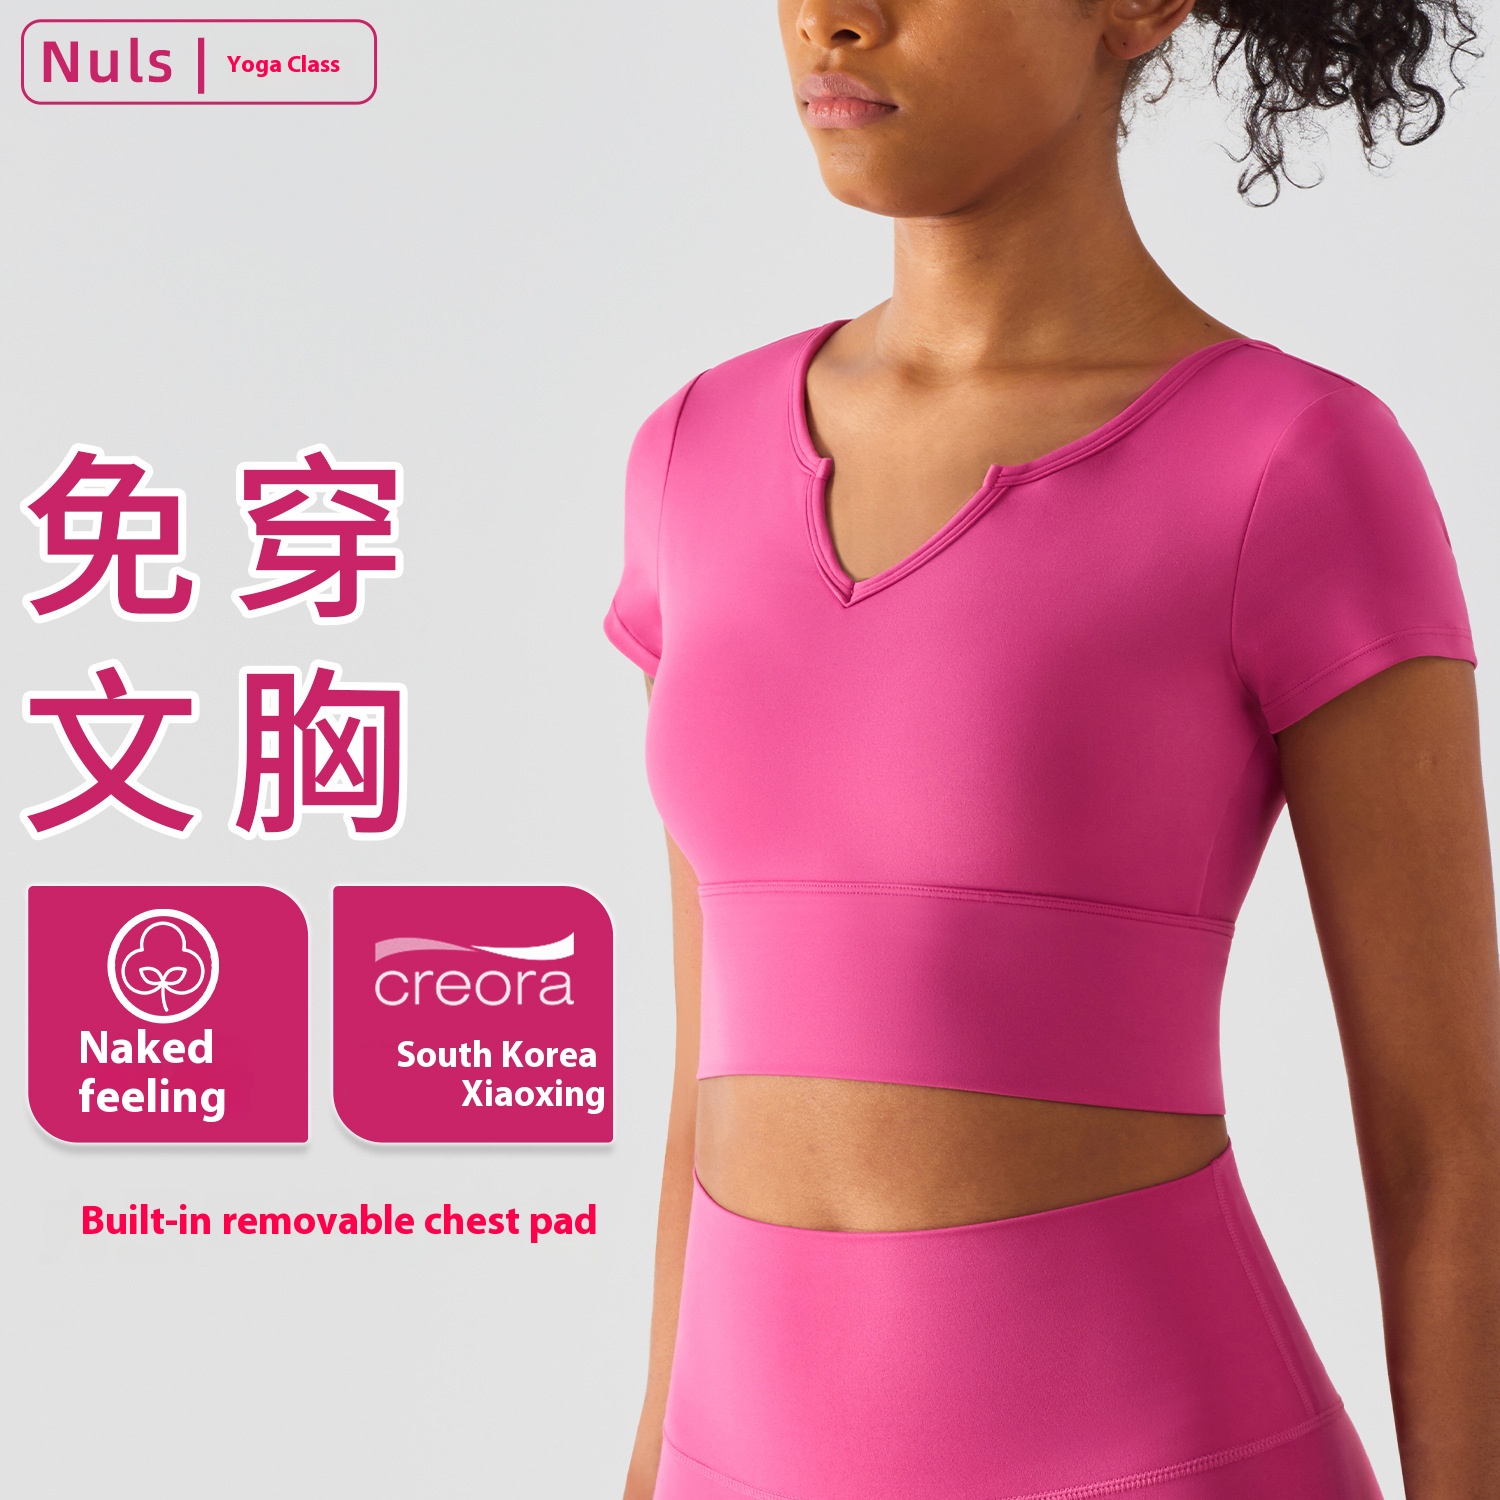 Nuls | Yoga Class
免穿
文胸
Naked
feeling
creora
South Korea
Xiaoxing
Built-in removable chest pad